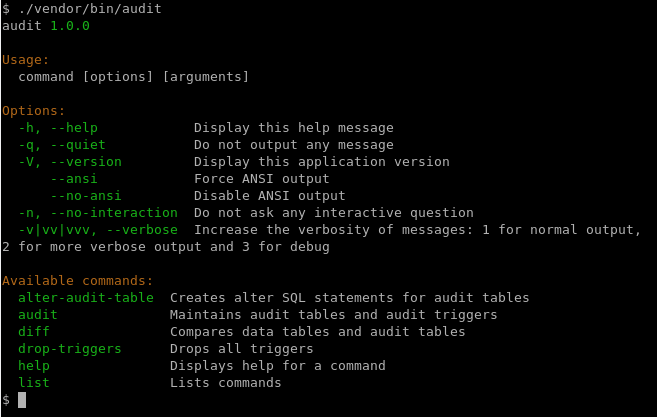 $ ./vendor/bin/audit
audit 1.0.0

Usage:
  command [options] [arguments]

Options:
  -h, --help            Display this help message
  -q, --quiet           Do not output any message
  -V, --version         Display this application version
      --ansi            Force ANSI output
      --no-ansi         Disable ANSI output
  -n, --no-interaction  Do not ask any interactive question
  -v|vv|vvv, --verbose  Increase the verbosity of messages: 1 for normal output,
2 for more verbose output and 3 for debug

Available commands:
  alter-audit-table  Creates alter SQL statements for audit tables
  audit              Maintains audit tables and audit triggers
  diff               Compares data tables and audit tables
  drop-triggers      Drops all triggers
  help               Displays help for a command
  list               Lists commands
$